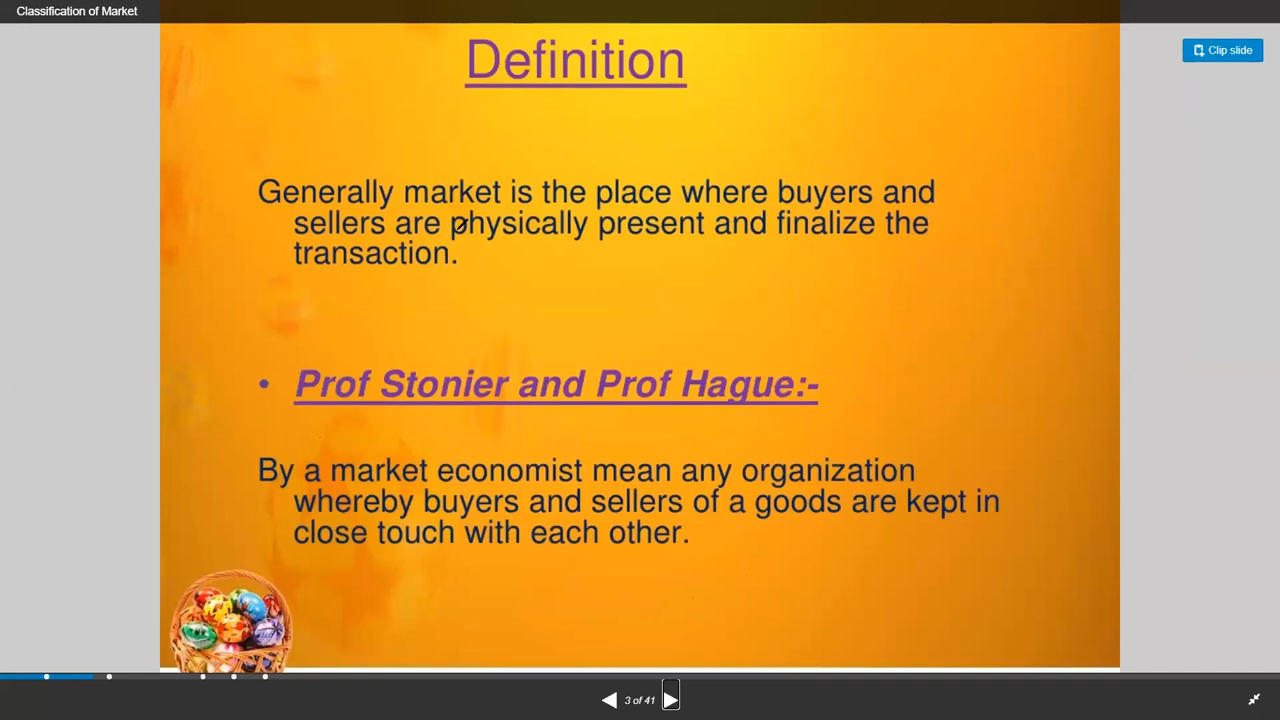 Classification of Market
Clip slide
Definition
Generally market is the place where buyers and
sellers are physically present and finalize the
transaction.
• Prof Stonier and Prof Hague:-
By a market economist mean any organization
whereby buyers and sellers of a goods are kept in
close touch with each other.
3 of 41